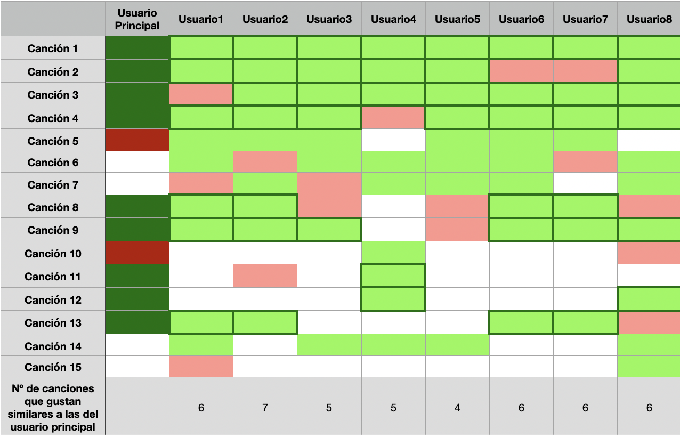 Usuario Principal Usuario1 Usuario2 Usuario3 Usuario4 Usuario5 Usuario6 Usuario7 Usuario8
Canción 1
Canción 2
Canción 3
Canción 4
Canción 5
Canción 6
Canción 7
Canción 8
Canción 9
Canción 10
Canción 11
Canción 12
Canción 13
Canción 14
Canción 15
Nº de canciones
que gustan
similares a las del
usuario principal
6 7 5 5 4 6 6 6